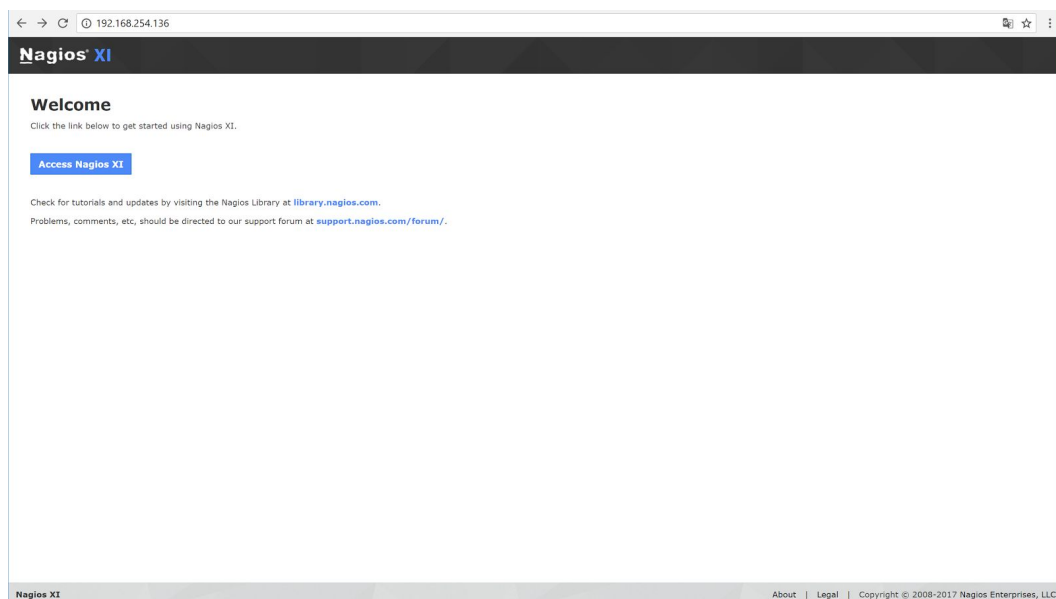 192.168.254.136
Nagios® XI
Welcome
Click the link below to get started using Nagios XI.
Access Nagios XI
Check for tutorials and updates by visiting the Nagios Library at library.nagios.com.
Problems, comments, etc, should be directed to our support forum at support.nagios.com/forum/.
Nagios XI About | Legal | Copyright © 2008-2017 Nagios Enterprises, LLC